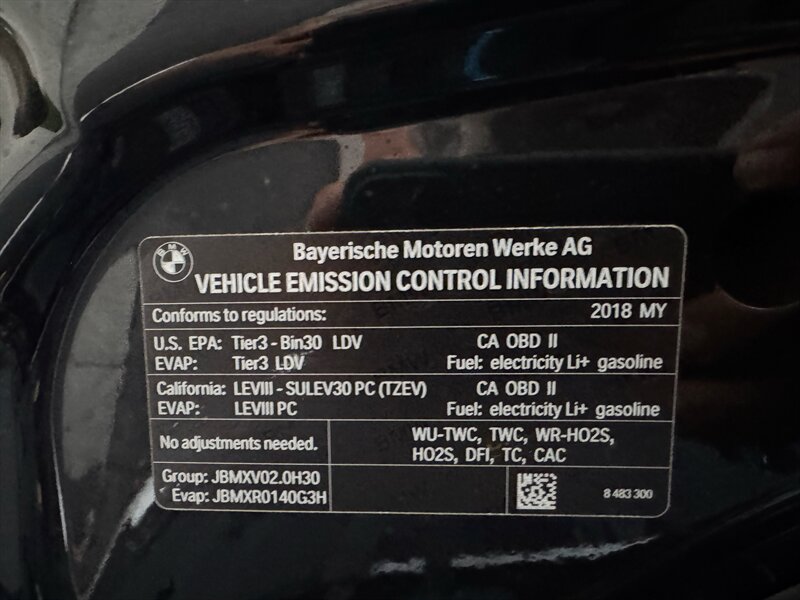 BMW
Bayerische Motoren Werke AG
VEHICLE EMISSION CONTROL INFORMATION
Conforms to regulations: 2018 MY
U.S. EPA: Tier3 - Bin30 LDV CA OBD II
EVAP: Tier3 LDV Fuel: electricity Li+ gasoline
California: LEVIII - SULEV30 PC (TZEV) CA OBD II
EVAP: LEVIII PC Fuel: electricity Li+ gasoline
No adjustments needed.
WU-TWC, TWC, WR-HO2S,
HO2S, DFI, TC, CAC
Group: JBMXV02.0H30
Evap: JBMXR0140G3H
8 483 300